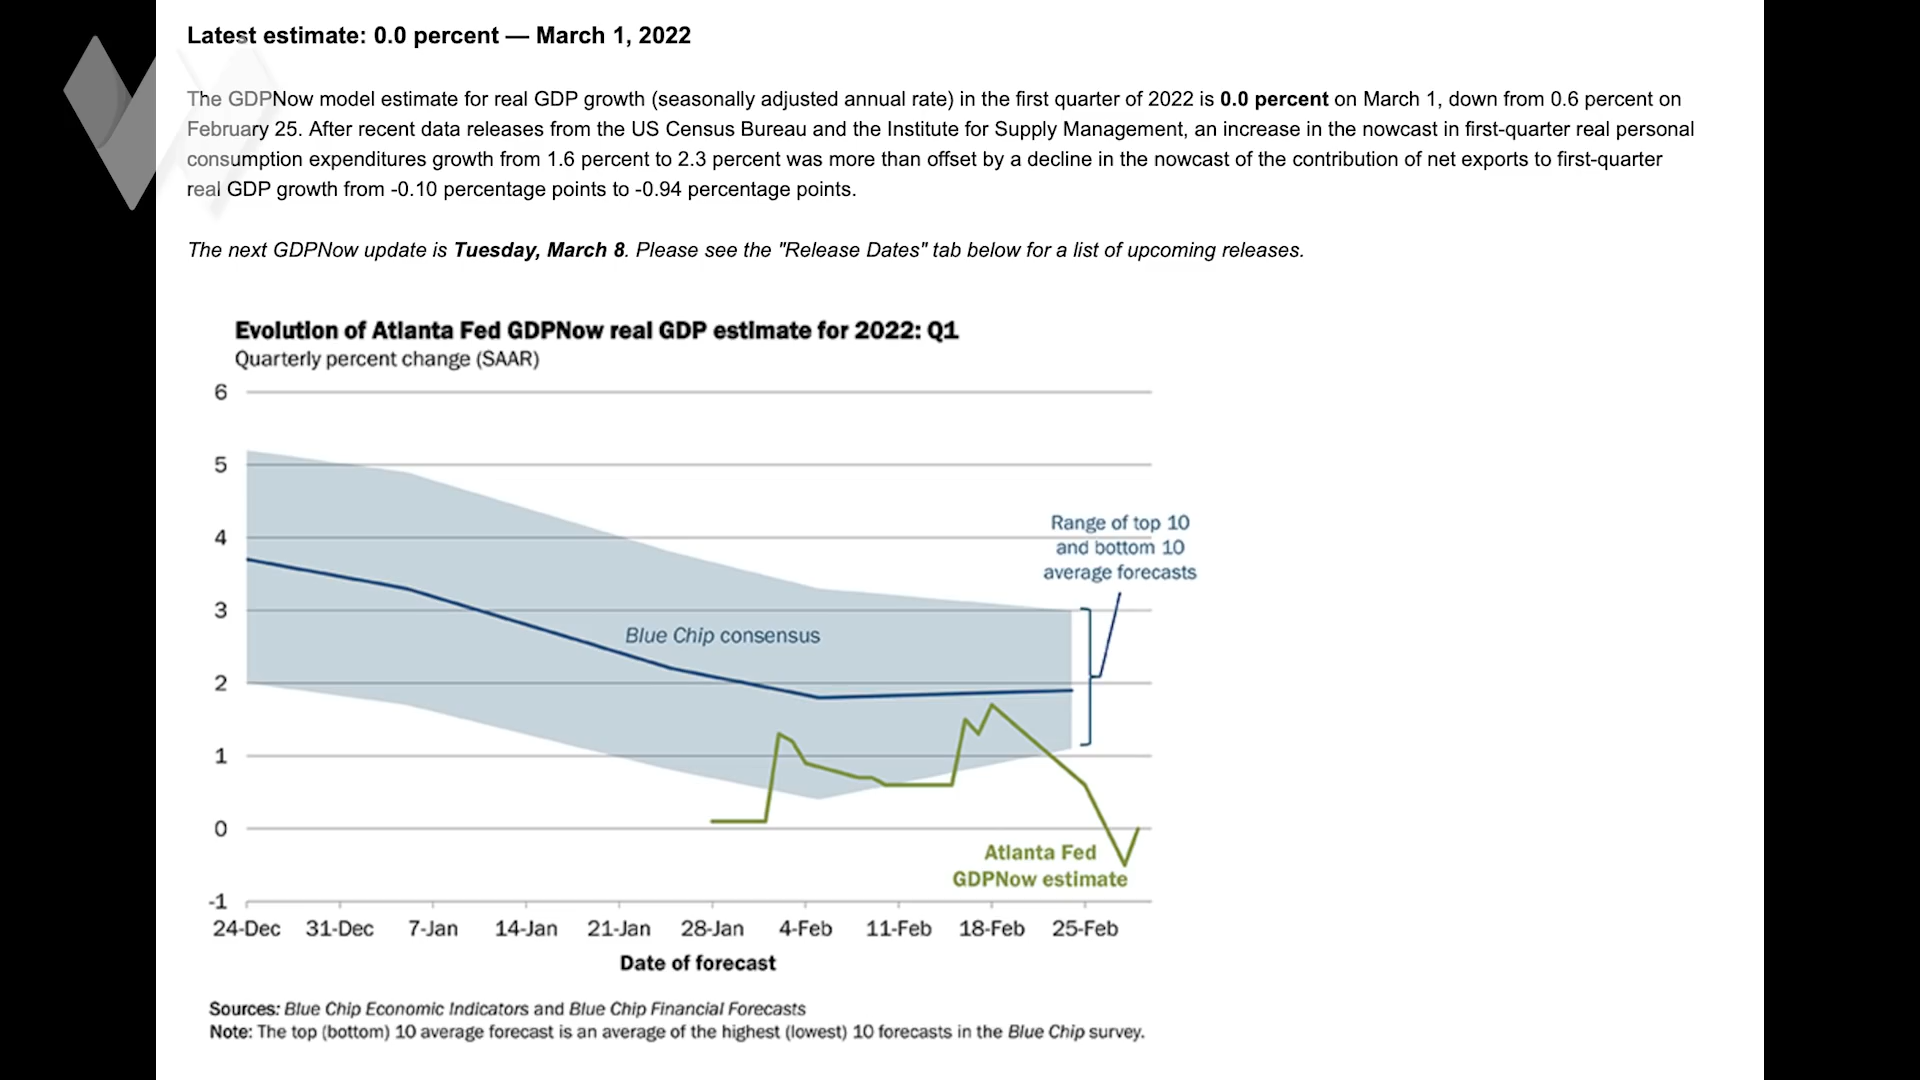 Latest estimate: 0.0 percent — March 1, 2022
The GDPNow model estimate for real GDP growth (seasonally adjusted annual rate) in the first quarter of 2022 is 0.0 percent on March 1, down from 0.6 percent on
February 25. After recent data releases from the US Census Bureau and the Institute for Supply Management, an increase in the nowcast in first-quarter real personal
consumption expenditures growth from 1.6 percent to 2.3 percent was more than offset by a decline in the nowcast of the contribution of net exports to first-quarter
real GDP growth from -0.10 percentage points to -0.94 percentage points.
The next GDPNow update is Tuesday, March 8. Please see the "Release Dates" tab below for a list of upcoming releases.
Evolution of Atlanta Fed GDPNow real GDP estimate for 2022: Q1
Quarterly percent change (SAAR)
6
5
4
3
2
1
0
-1
Range of top 10
and bottom 10
average forecasts
Blue Chip consensus
Atlanta Fed
GDPNow estimate
24-Dec 31-Dec 7-Jan 14-Jan 21-Jan 28-Jan 4-Feb 11-Feb 18-Feb 25-Feb
Date of forecast
Sources: Blue Chip Economic Indicators and Blue Chip Financial Forecasts
Note: The top (bottom) 10 average forecast is an average of the highest (lowest) 10 forecasts in the Blue Chip survey.